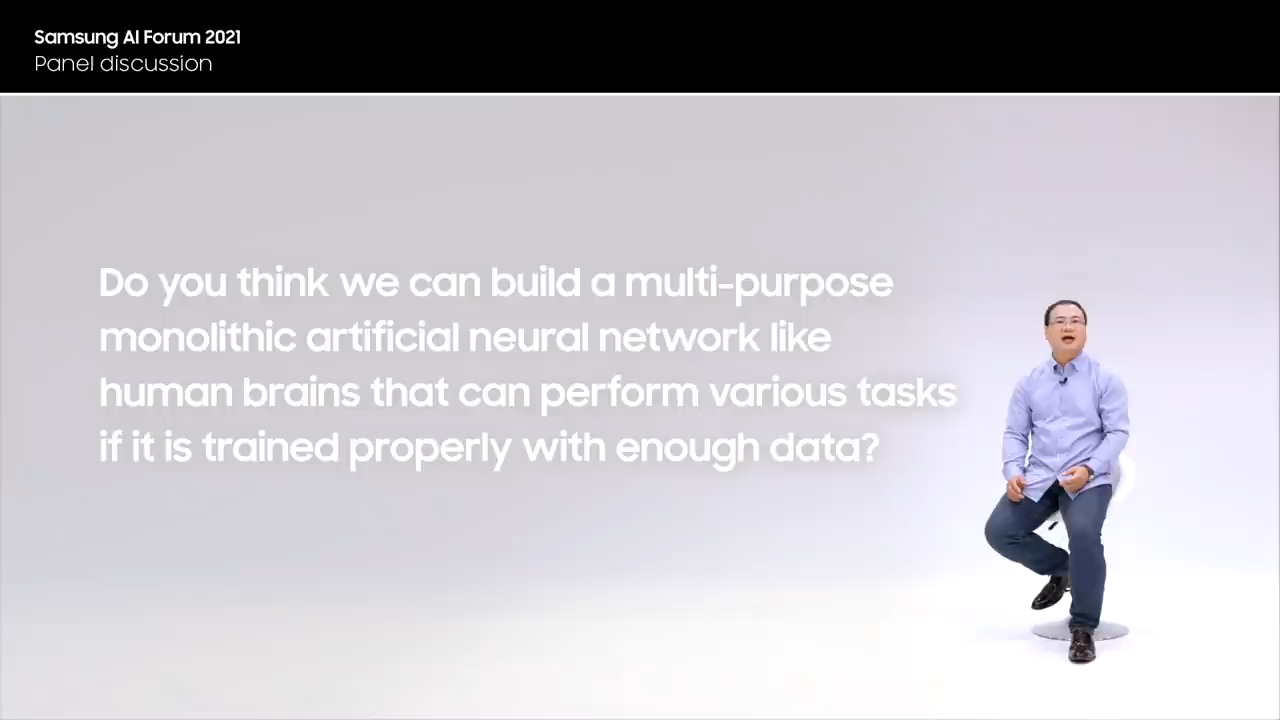 Samsung AI Forum 2021
Panel discussion
Do you think we can build a multi-purpose
monolithic artificial neural network like
human brains that can perform various tasks
if it is trained properly with enough data?